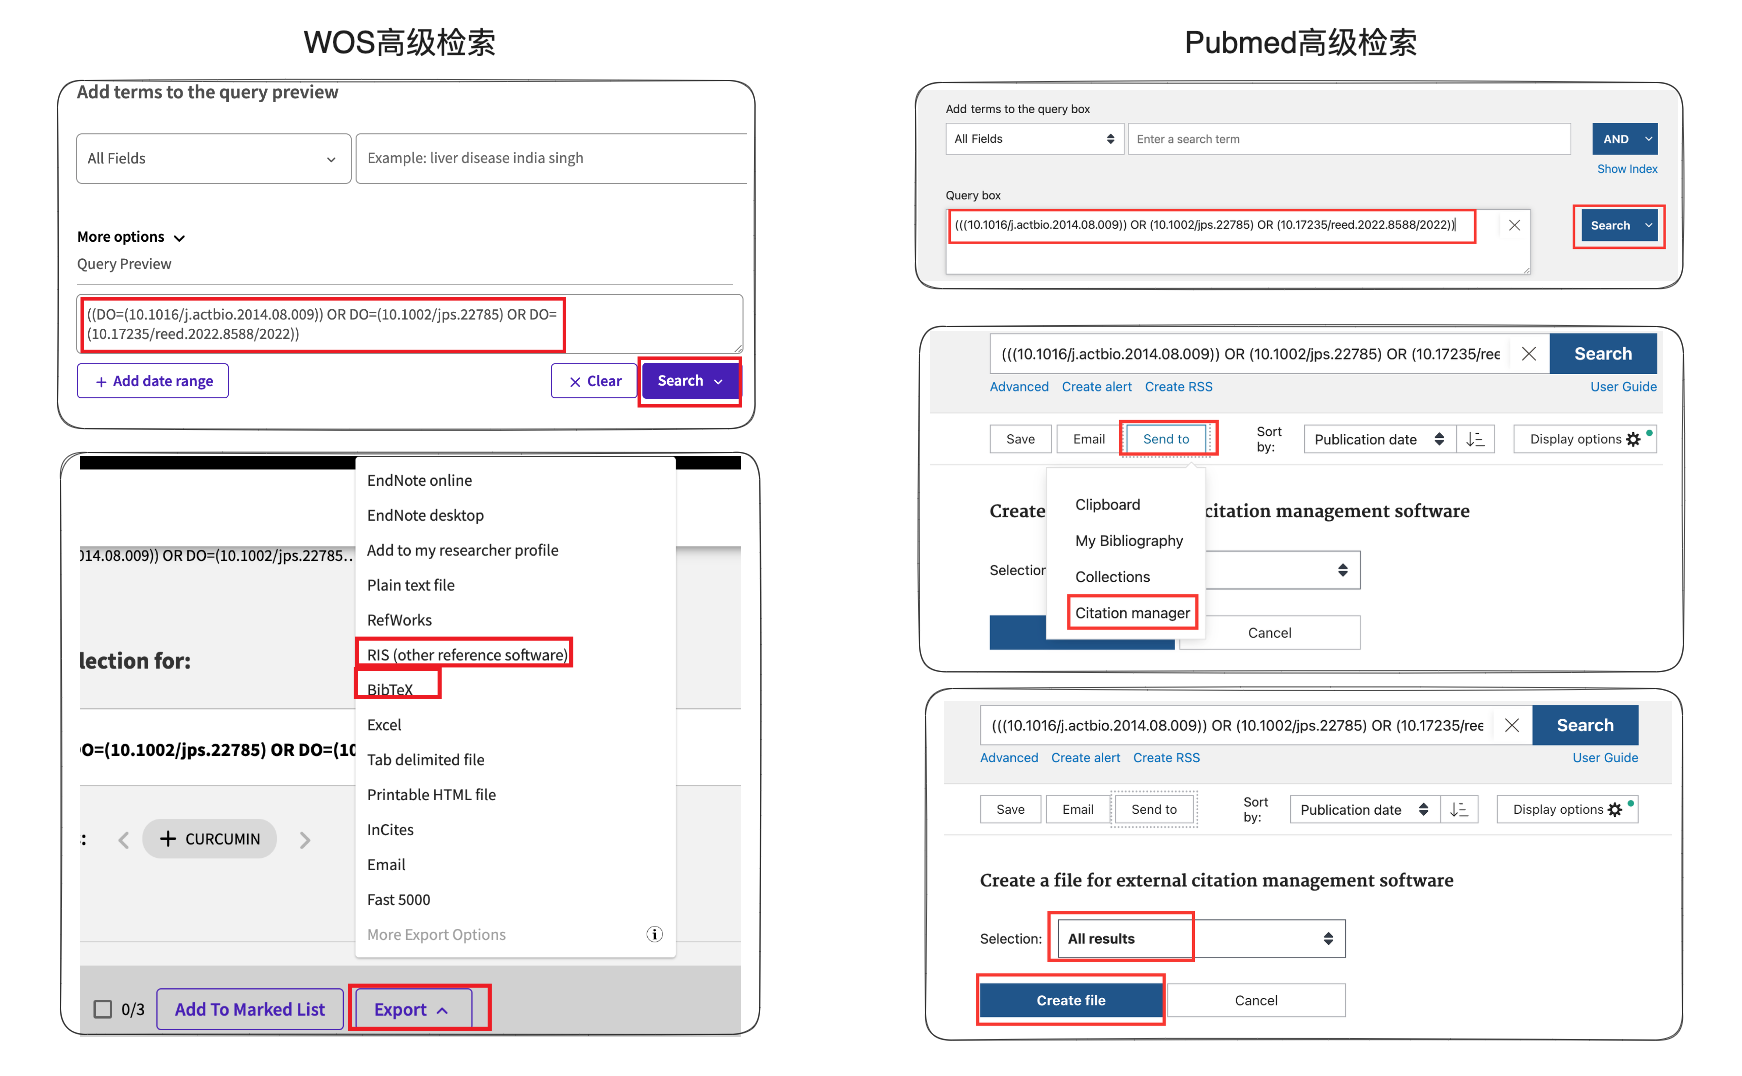 WOS高级检索
Add terms to the query preview
All Fields
Example: liver disease india singh
More options
Query Preview
((DO=(10.1016/j.actbio.2014.08.009)) OR DO=(10.1002/jps.22785) OR DO=
(10.17235/reed.2022.8588/2022))
+ Add date range
× Clear
Search
EndNote online
EndNote desktop
Add to my researcher profile
Plain text file
RefWorks
RIS (other reference software)
BibTeX
Excel
Tab delimited file
Printable HTML file
InCites
Email
Fast 5000
More Export Options
014.08.009)) OR DO=(10.1002/jps.22785…
lection for:
O=(10.1002/jps.22785) OR DO=(10
:
+ CURCUMIN
0/3
Add To Marked List
Export
Pubmed高级检索
Add terms to the query box
All Fields
Enter a search term
AND
Show Index
Query box
(((10.1016/j.actbio.2014.08.009)) OR (10.1002/jps.22785) OR (10.17235/reed.2022.8588/2022))
Search
(((10.1016/j.actbio.2014.08.009)) OR (10.1002/jps.22785) OR (10.17235/ree
Search
Advanced Create alert Create RSS
User Guide
Save
Email
Send to
Sort
by:
Publication date
Display options
Clipboard
My Bibliography
Collections
Citation manager
Create citation management software
Selection
Cancel
(((10.1016/j.actbio.2014.08.009)) OR (10.1002/jps.22785) OR (10.17235/ree
Search
Advanced Create alert Create RSS
User Guide
Save
Email
Send to
Sort
by:
Publication date
Display options
Create a file for external citation management software
Selection:
All results
Create file
Cancel